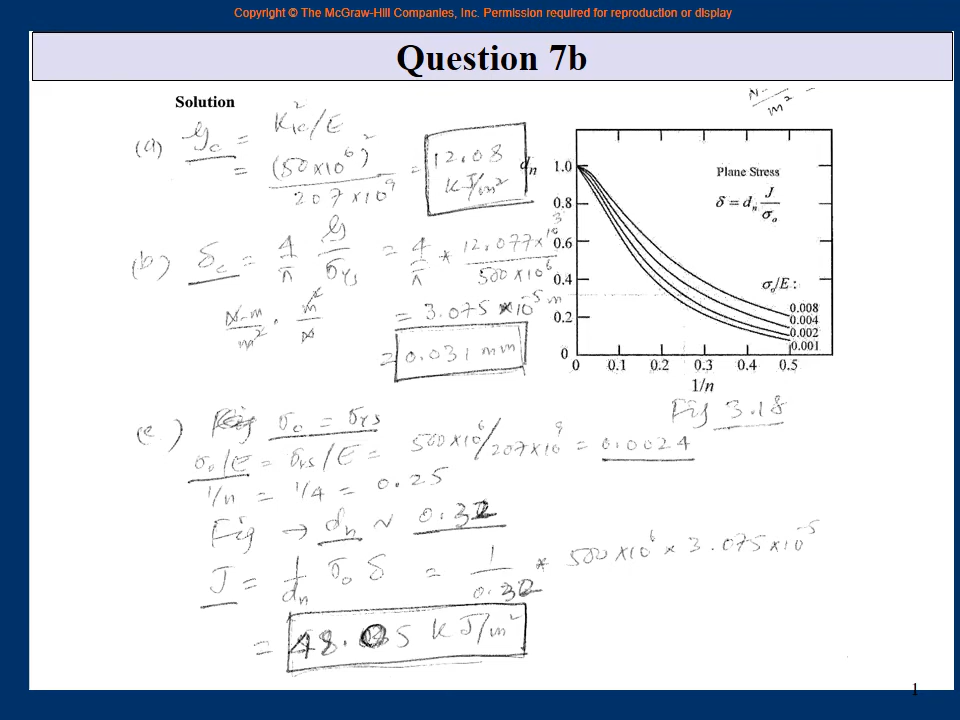 Copyright © The McGraw-Hill Companies, Inc. Permission required for reproduction or display
Question 7b
Solution
(a) 𝒢c = K²Ic/E
= (50×10⁶)² / 207×10⁹ = 12.08 kJ/m²
(b) δc = 4/π 𝒢/σys = 4/π * 12.077×10³ / 500×10⁶
N-m/m² · m²/N = 3.075 × 10⁻⁵ m
= 0.031 mm
N/m²
dn
1.0
0.8
0.6
0.4
0.2
0
Plane Stress
δ = dn J/σo
σo/E:
0.008
0.004
0.002
0.001
0 0.1 0.2 0.3 0.4 0.5
1/n
Fig 3.18
(c) σo = σys
σo/E = σys/E = 500×10⁶/207×10⁹ = 0.0024
1/n = 1/4 = 0.25
Fig → dn ~ 0.32
J = 1/dn σo δ = 1/0.32 * 500×10⁶ × 3.075×10⁻⁵
= 48.05 kJ/m²
1